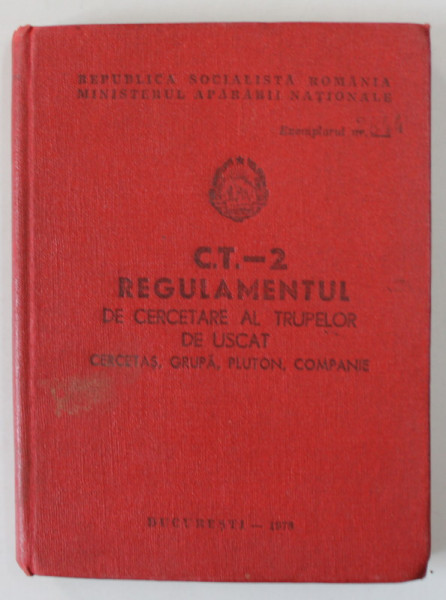 REPUBLICA SOCIALISTĂ ROMÂNIA
MINISTERUL APĂRĂRII NAȚIONALE
Exemplarul nr.
C.T.-2
REGULAMENTUL
DE CERCETARE AL TRUPELOR
DE USCAT
CERCETAȘ, GRUPĂ, PLUTON, COMPANIE
BUCUREȘTI — 1978